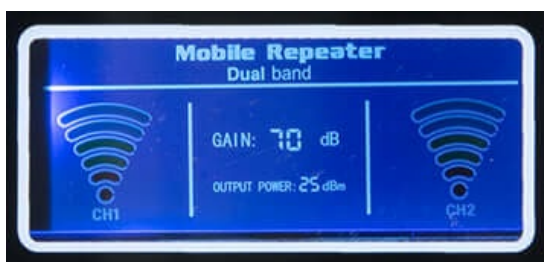 Mobile Repeater
Dual band
GAIN: 70 dB
OUTPUT POWER: 25 dBm
CH1
CH2